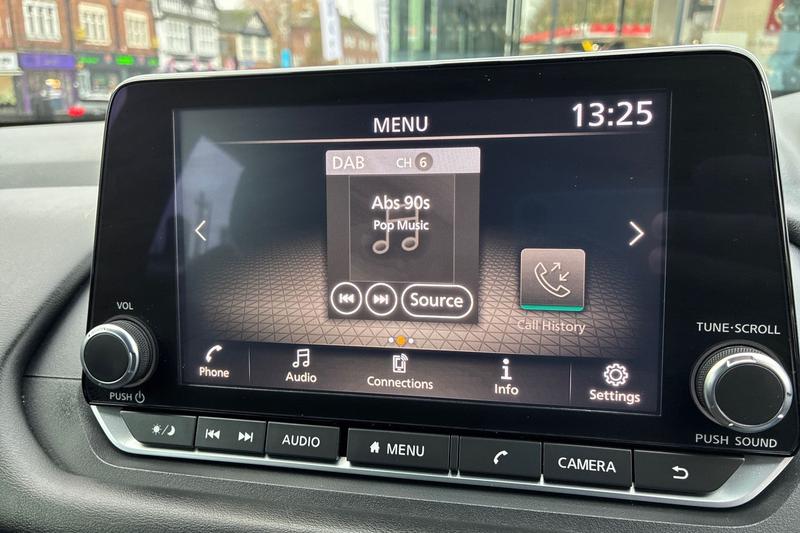 MENU
13:25
DAB CH 6
Abs 90s
Pop Music
Source
Call History
Phone
Audio
Connections
Info
Settings
VOL
PUSH
TUNE·SCROLL
PUSH SOUND
AUDIO
MENU
CAMERA